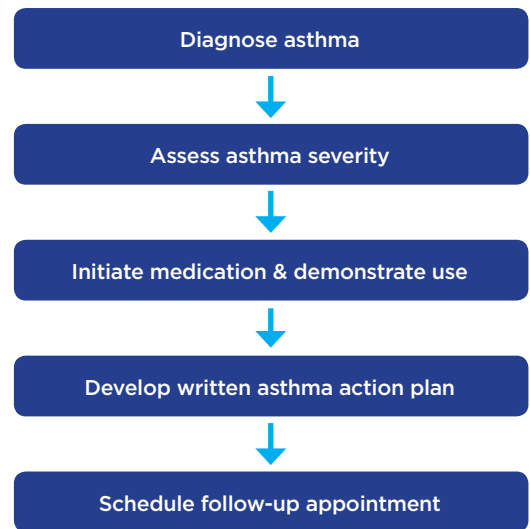 Diagnose asthma
Assess asthma severity
Initiate medication & demonstrate use
Develop written asthma action plan
Schedule follow-up appointment